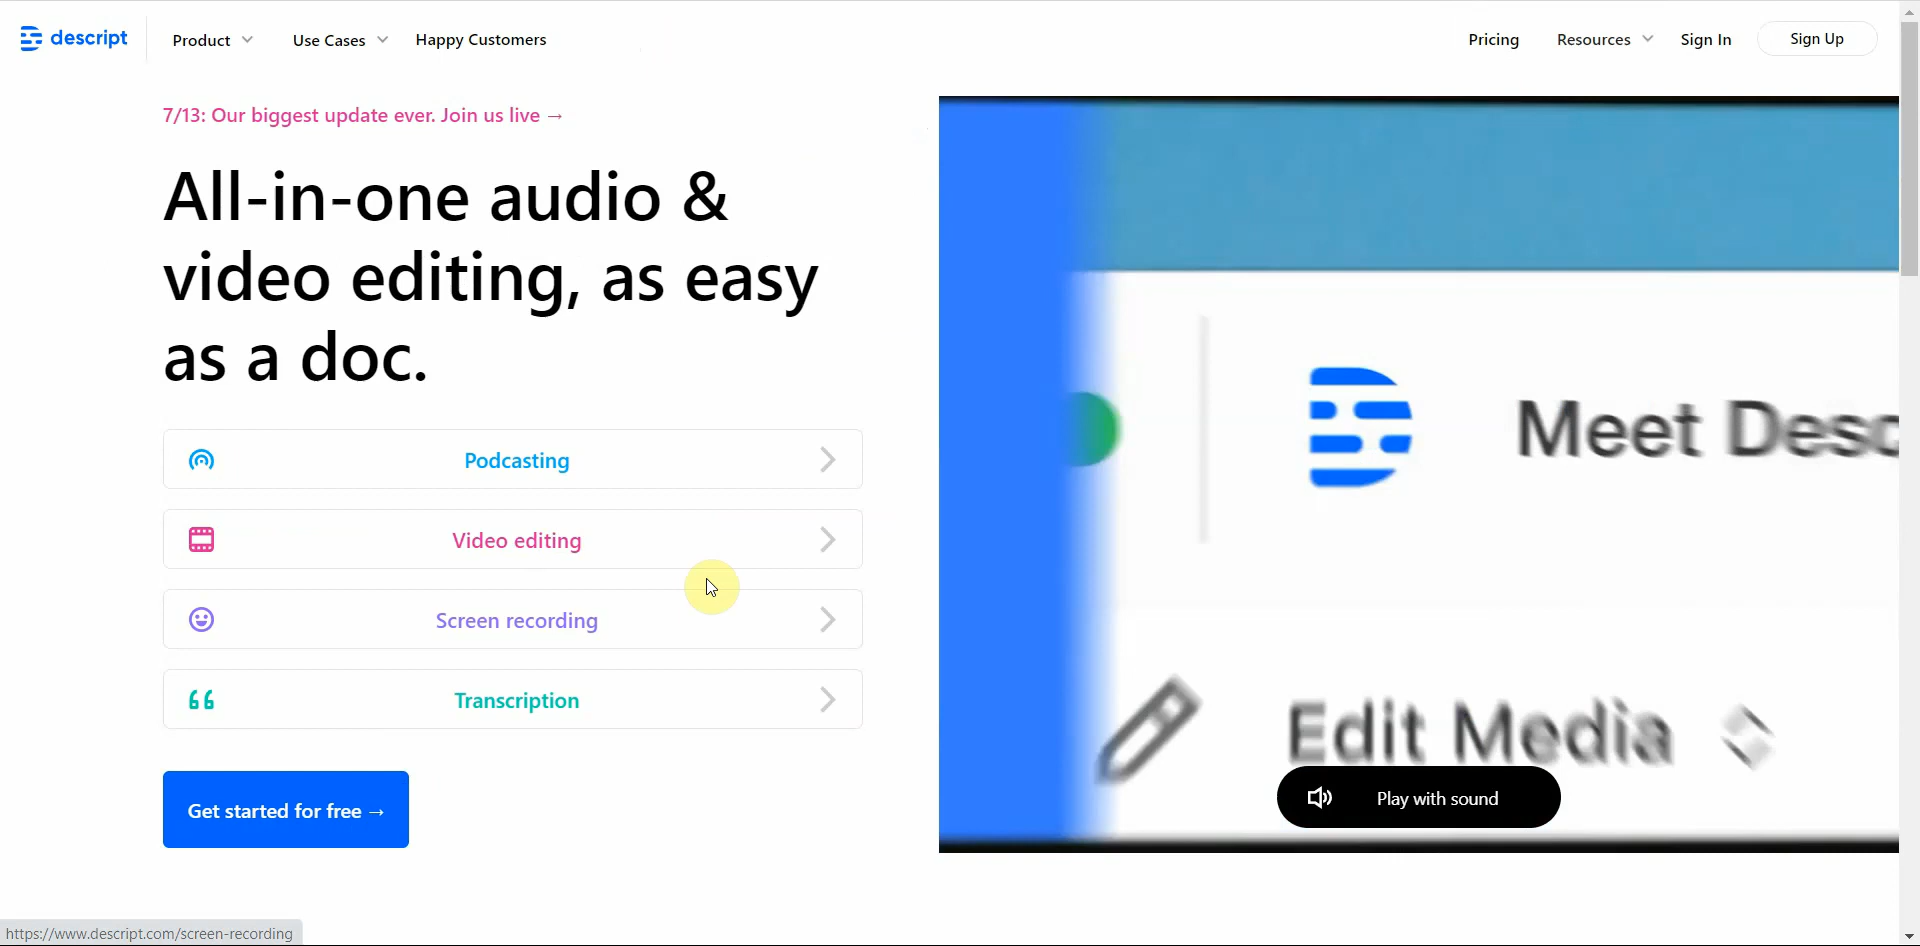 descript
Product
Use Cases
Happy Customers
Pricing
Resources
Sign In
Sign Up
7/13: Our biggest update ever. Join us live →
All-in-one audio &
video editing, as easy
as a doc.
Podcasting
Video editing
Screen recording
Transcription
Get started for free →
Meet Desc
Edit Media
Play with sound
https://www.descript.com/screen-recording